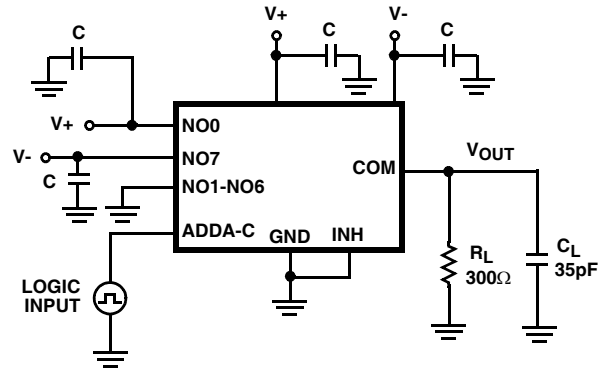 V+
C
V-
C
C
V+
NO0
V-
NO7
C
NO1-NO6
COM
VOUT
ADDA-C
GND
INH
LOGIC
INPUT
RL
300Ω
CL
35pF